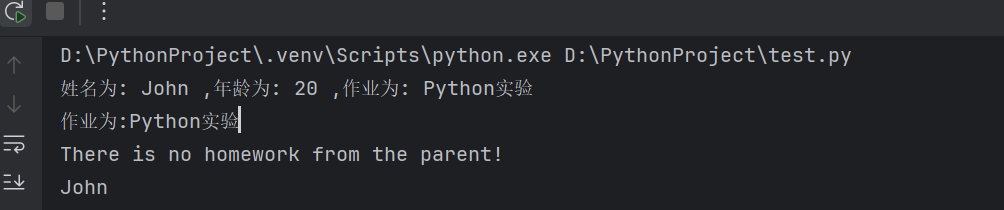 D:\PythonProject\.venv\Scripts\python.exe D:\PythonProject\test.py
姓名为: John ,年龄为: 20 ,作业为: Python实验
作业为:Python实验
There is no homework from the parent!
John